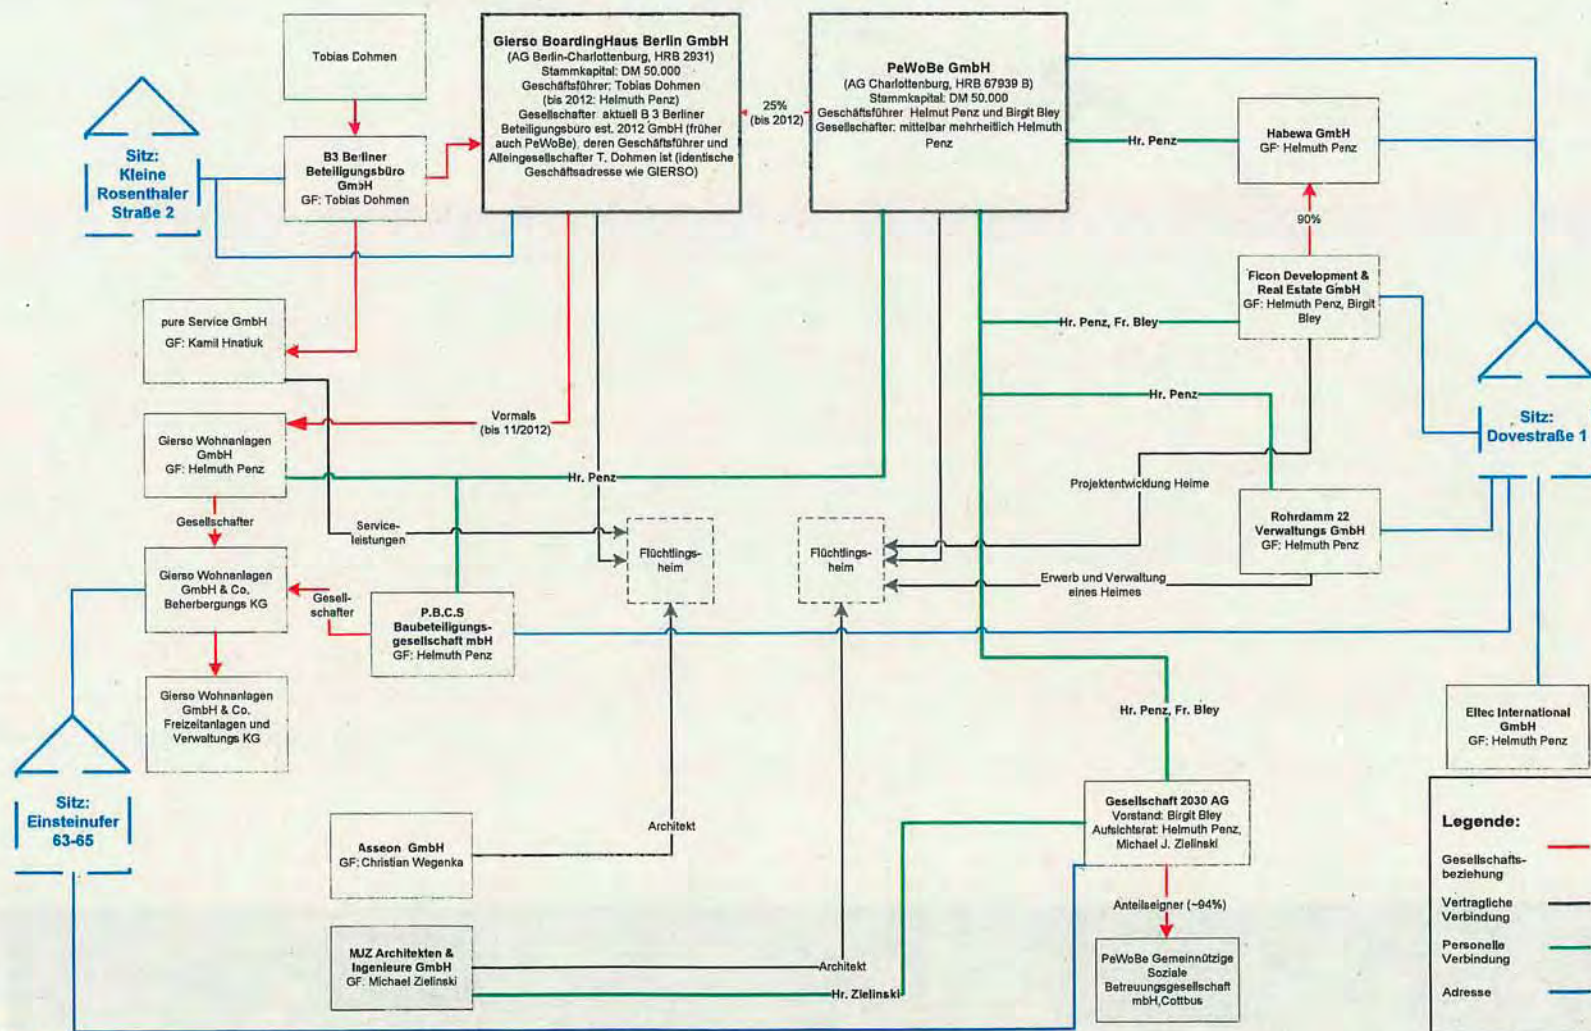 Tobias Dohmen
Gierso BoardingHaus Berlin GmbH
(AG Berlin-Charlottenburg, HRB 2931)
Stammkapital: DM 50.000
Geschäftsführer: Tobias Dohmen
(bis 2012: Helmuth Penz)
Gesellschafter: aktuell B 3 Berliner
Beteiligungsbüro est. 2012 GmbH (früher
auch PeWoBe), deren Geschäftsführer und
Alleingesellschafter T. Dohmen ist (identische
Geschäftsadresse wie GIERSO)
25%
(bis 2012)
PeWoBe GmbH
(AG Charlottenburg, HRB 67939 B)
Stammkapital: DM 50.000
Geschäftsführer: Helmut Penz und Birgit Bley
Gesellschafter: mittelbar mehrheitlich Helmuth
Penz
Hr. Penz
Habewa GmbH
GF: Helmuth Penz
Sitz:
Kleine
Rosenthaler
Straße 2
B3 Berliner
Beteiligungsbüro
GmbH
GF: Tobias Dohmen
90%
Ficon Development &
Real Estate GmbH
GF: Helmuth Penz, Birgit
Bley
Hr. Penz, Fr. Bley
pure Service GmbH
GF: Kamil Hnatiuk
Hr. Penz
Sitz:
Dovestraße 1
Vormals
(bis 11/2012)
Gierso Wohnanlagen
GmbH
GF: Helmuth Penz
Hr. Penz
Projektentwicklung Heime
Gesellschafter
Service-
leistungen
Flüchtlings-
heim
Flüchtlings-
heim
Rohrdamm 22
Verwaltungs GmbH
GF: Helmuth Penz
Erwerb und Verwaltung
eines Heimes
Gierso Wohnanlagen
GmbH & Co.
Beherbergungs KG
Gesell-
schafter
P.B.C.S
Baubeteiligungs-
gesellschaft mbH
GF: Helmuth Penz
Gierso Wohnanlagen
GmbH & Co.
Freizeitanlagen und
Verwaltungs KG
Hr. Penz, Fr. Bley
Eltec International
GmbH
GF: Helmuth Penz
Sitz:
Einsteinufer
63-65
Asseon GmbH
GF: Christian Wegenka
Architekt
Gesellschaft 2030 AG
Vorstand: Birgit Bley
Aufsichtsrat: Helmuth Penz,
Michael J. Zielinski
Anteilseigner (~94%)
MJZ Architekten &
Ingenieure GmbH
GF: Michael Zielinski
Architekt
Hr. Zielinski
PeWoBe Gemeinnützige
Soziale
Betreuungsgesellschaft
mbH,Cottbus
Legende:
Gesellschafts-
beziehung
Vertragliche
Verbindung
Personelle
Verbindung
Adresse